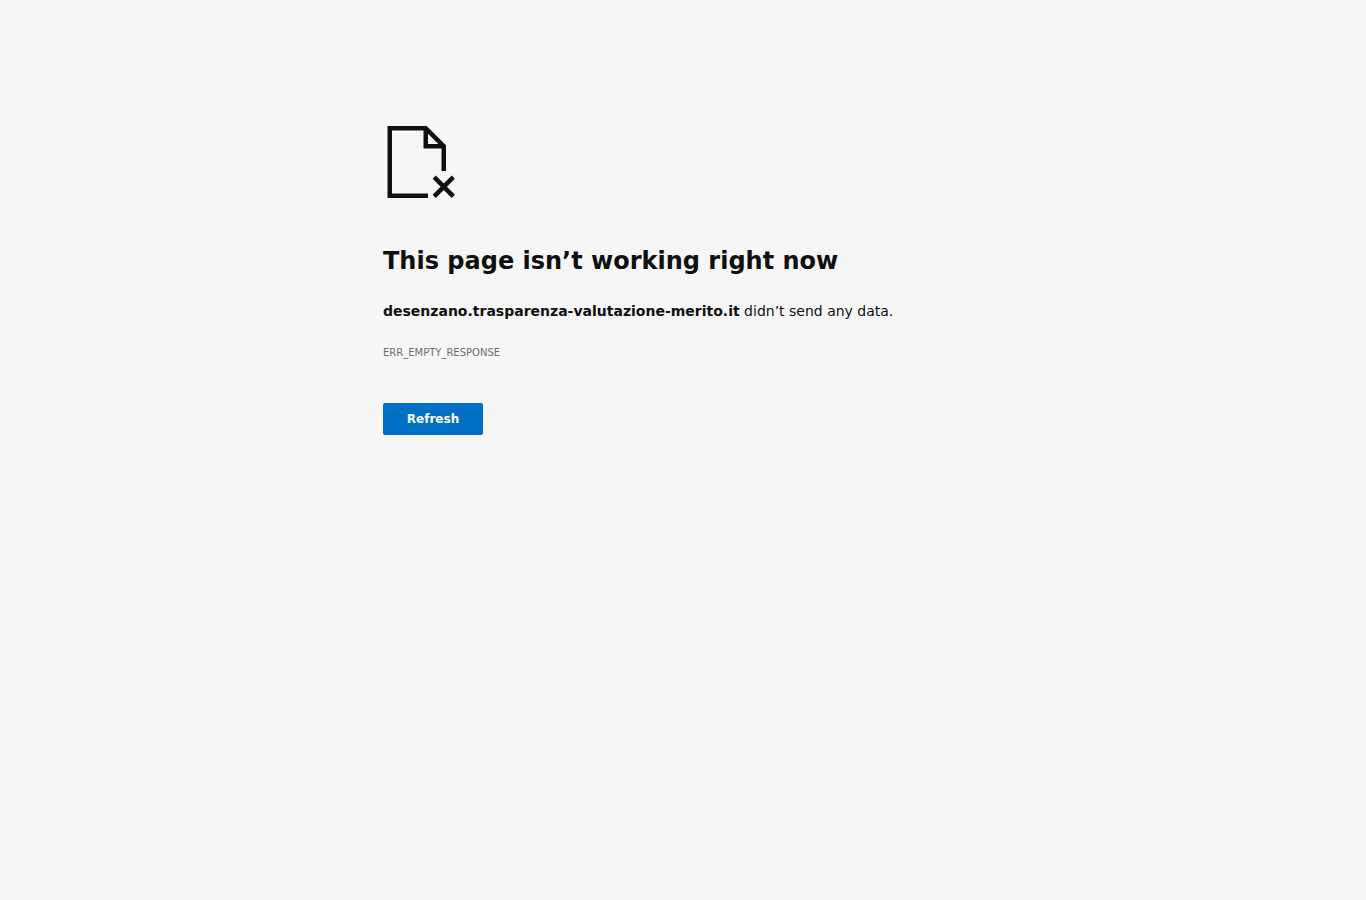 This page isn’t working right now
desenzano.trasparenza-valutazione-merito.it didn’t send any data.
ERR_EMPTY_RESPONSE
Refresh